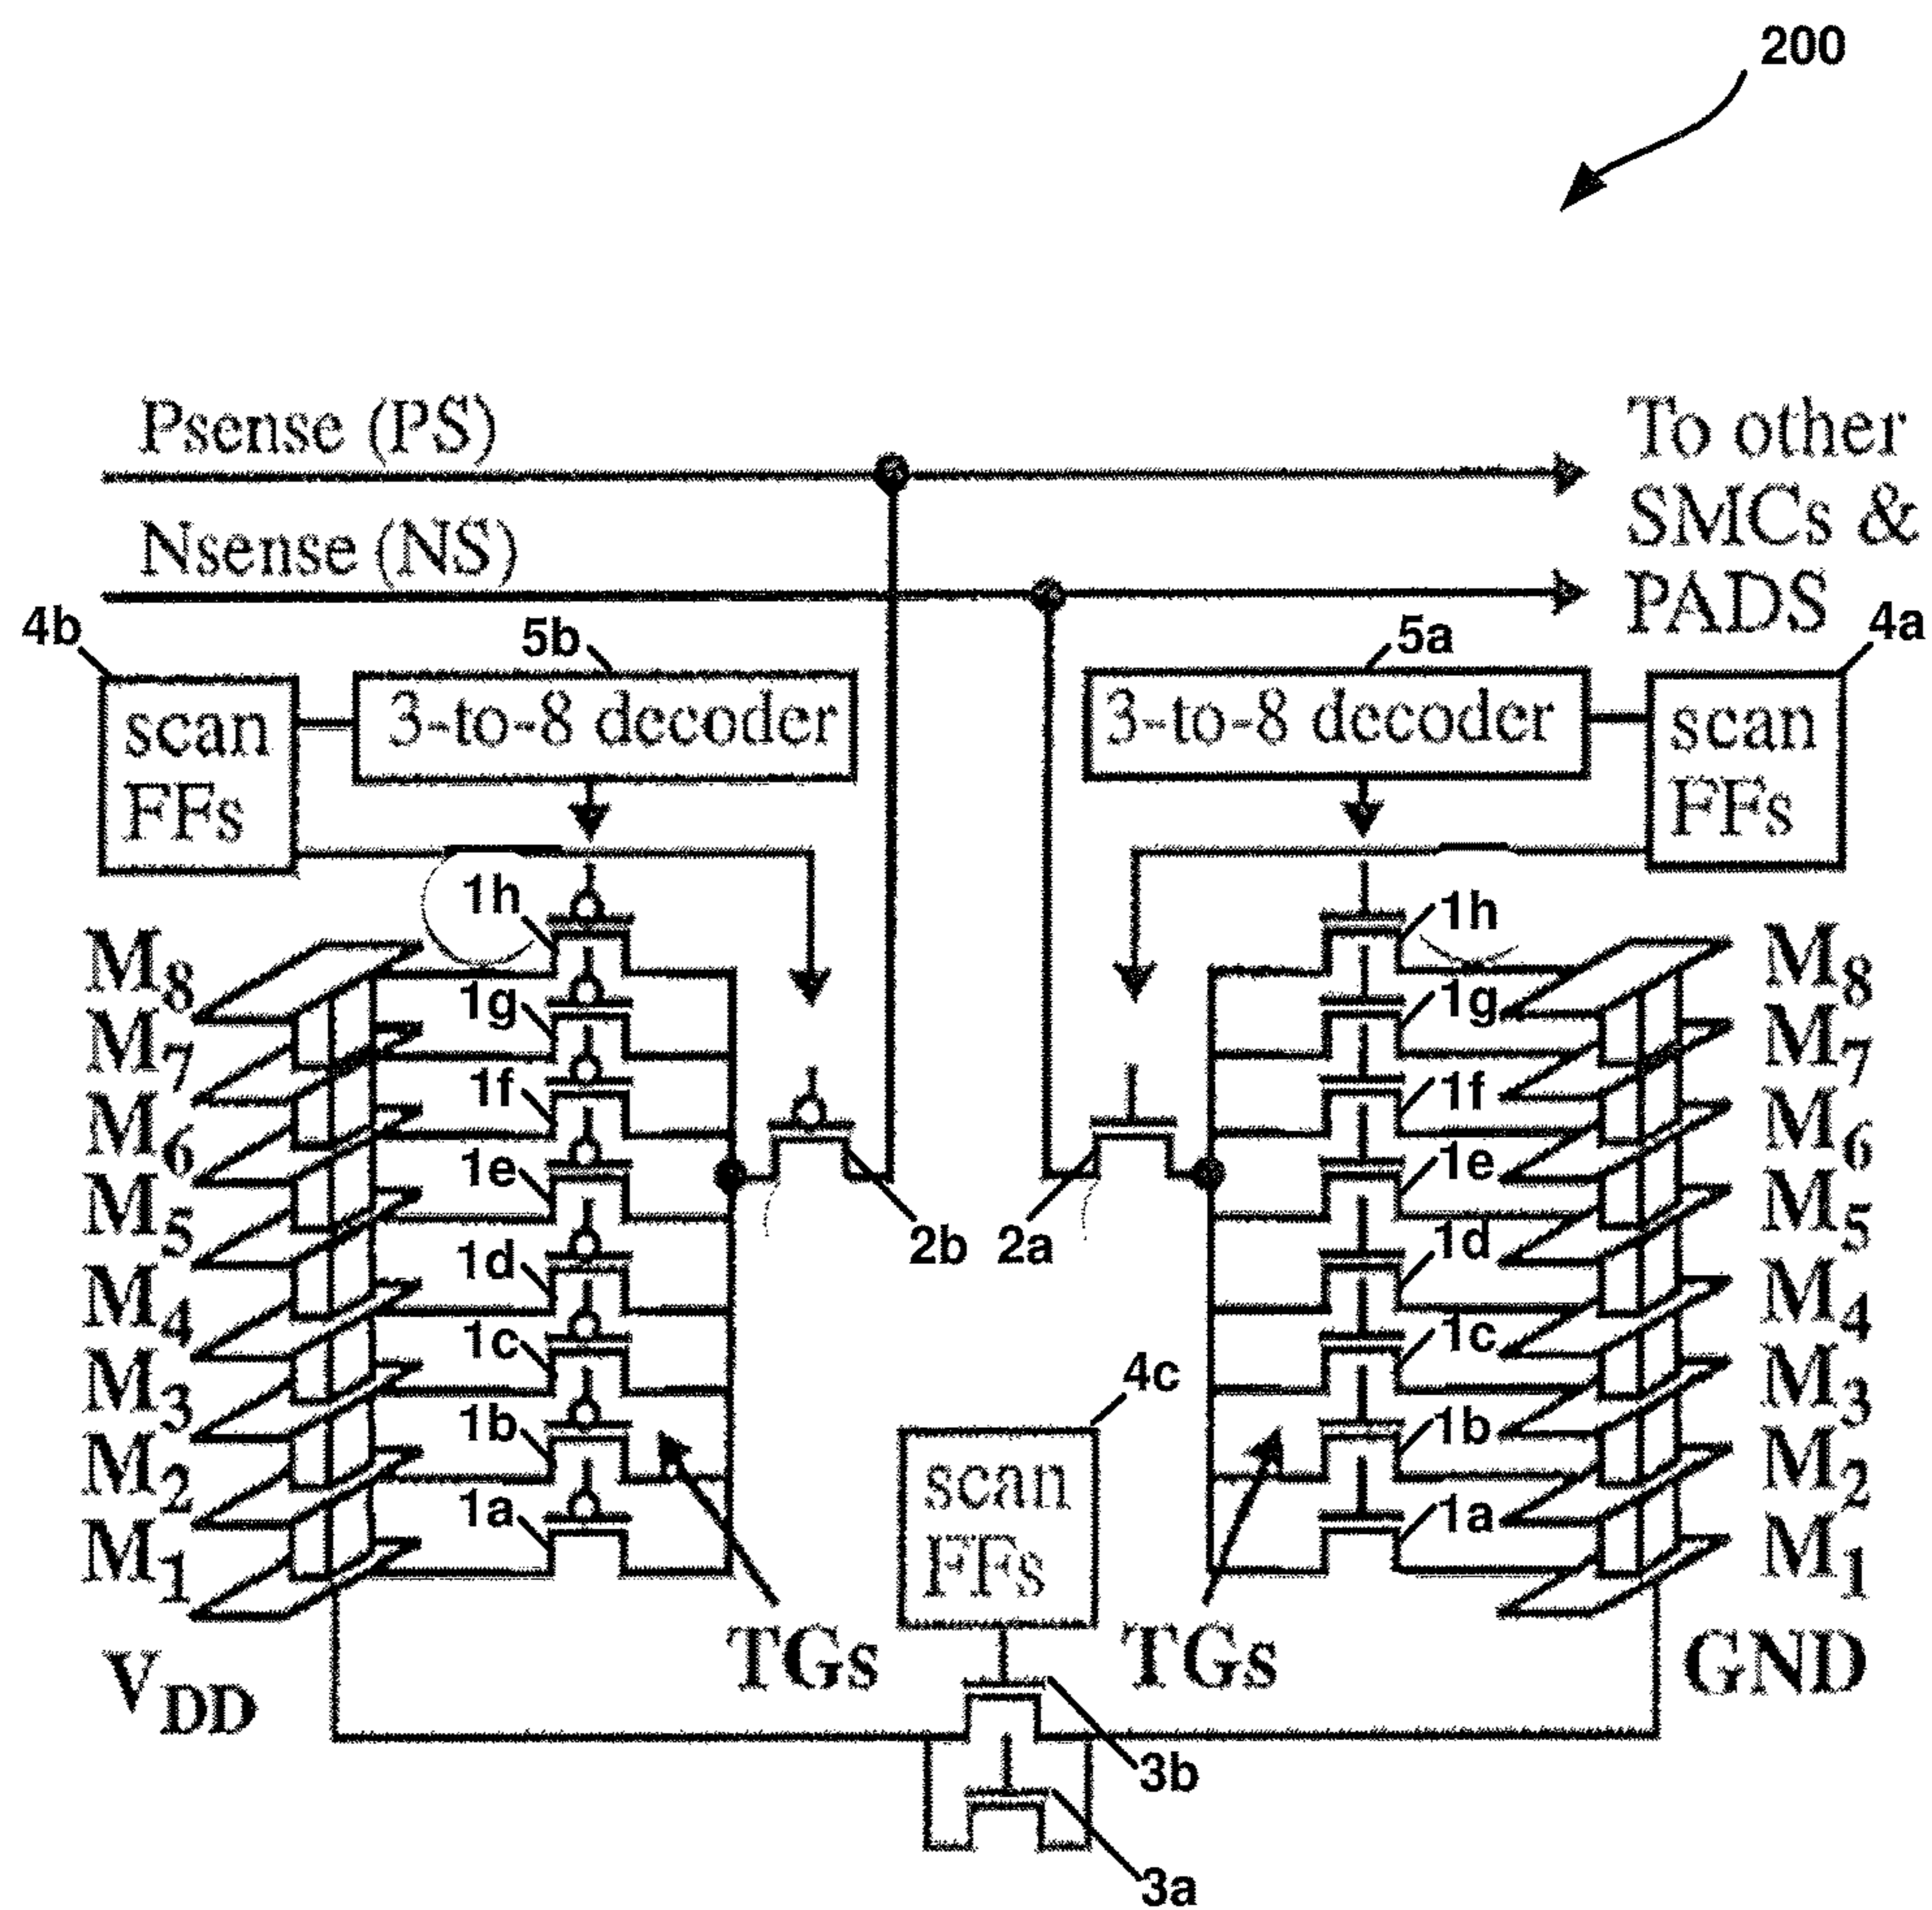 200
Psense (PS)
Nsense (NS)
To other
SMCs &
PADS
4b
5b
5a
4a
scan
FFs
3-to-8 decoder
3-to-8 decoder
scan
FFs
M8
M7
M6
M5
M4
M3
M2
M1
1h
1g
1f
1e
1d
1c
1b
1a
2b
2a
1h
1g
1f
1e
1d
1c
1b
1a
M8
M7
M6
M5
M4
M3
M2
M1
4c
scan
FFs
TGs
TGs
VDD
GND
3b
3a